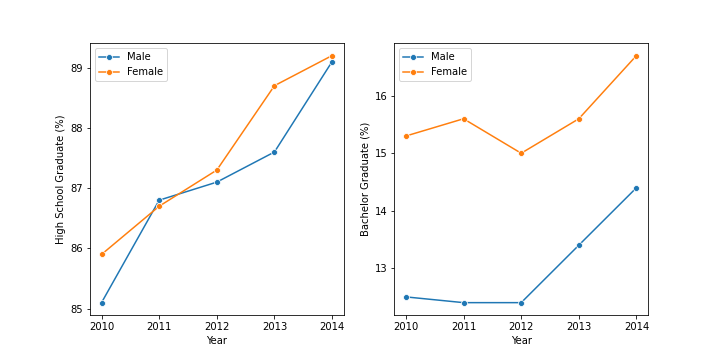 Male
Female
High School Graduate (%)
89
88
87
86
85
2010 2011 2012 2013 2014
Year
Male
Female
Bachelor Graduate (%)
16
15
14
13
2010 2011 2012 2013 2014
Year